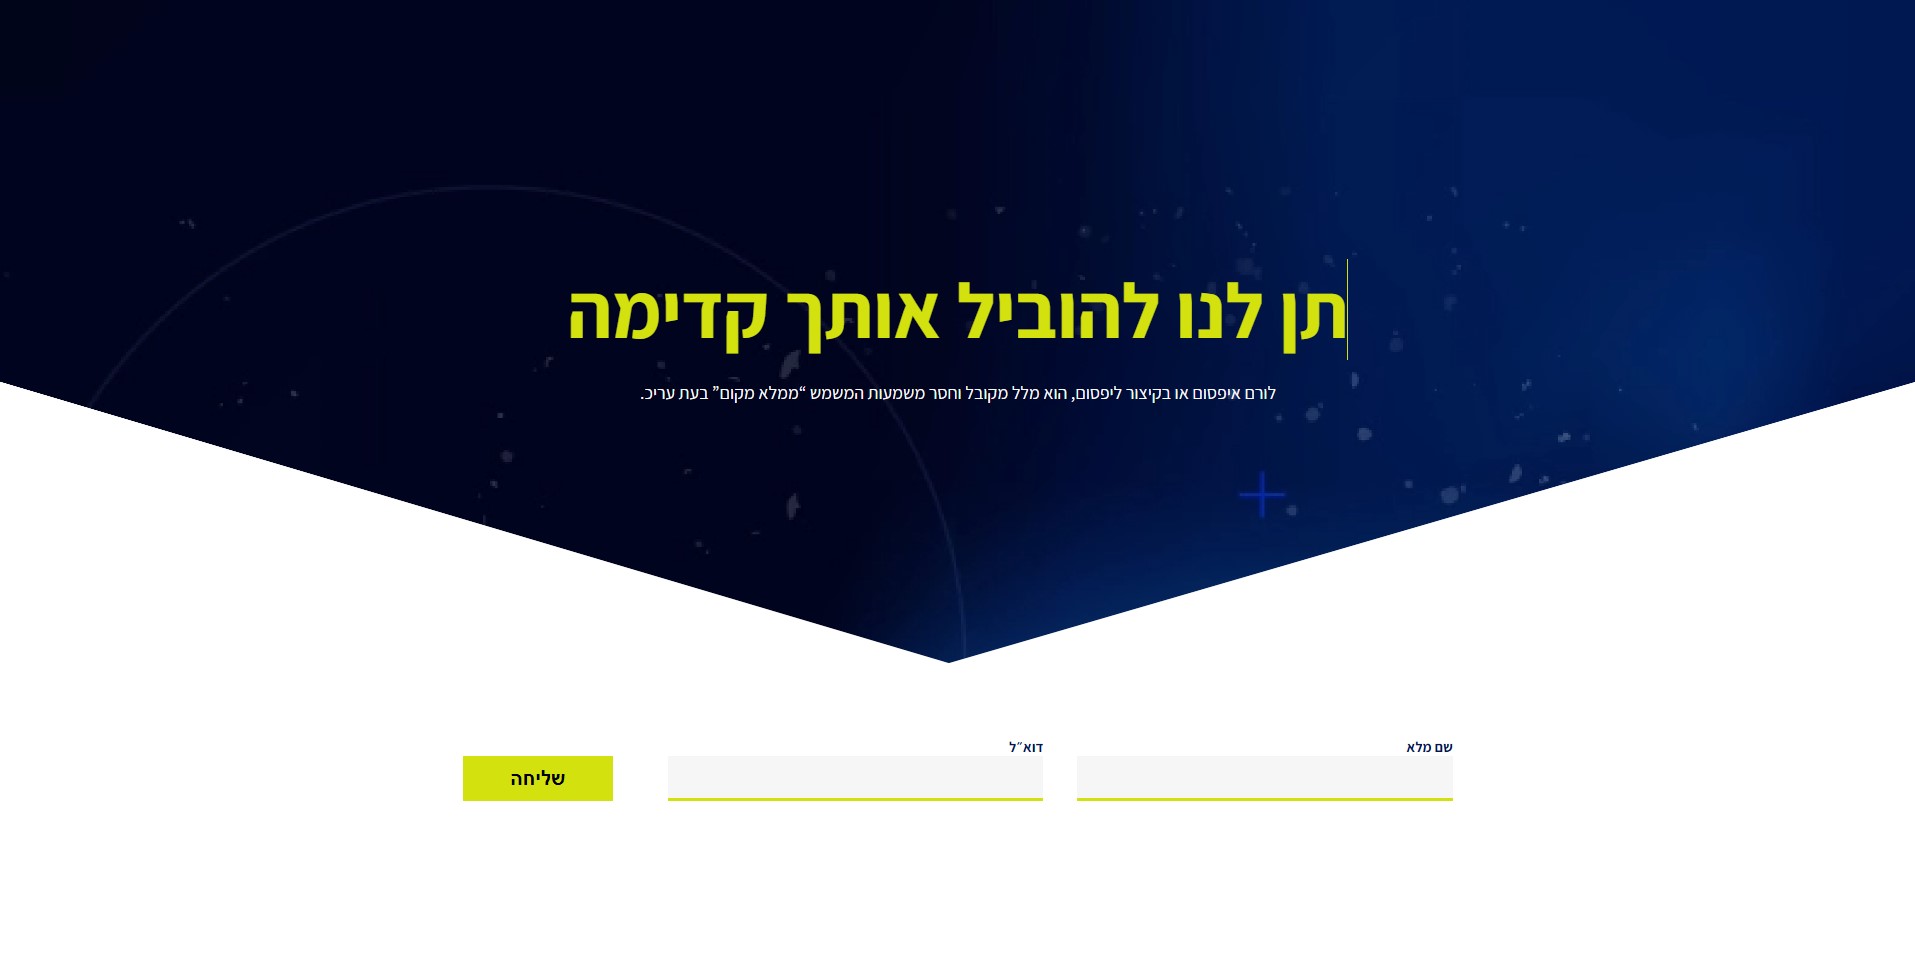 תן לנו להוביל אותך קדימה
לורם איפסום או בקיצור ליפסום, הוא מלל מקובל וחסר משמעות המשמש “ממלא מקום” בעת עריכ.
שם מלא
דוא״ל
שליחה